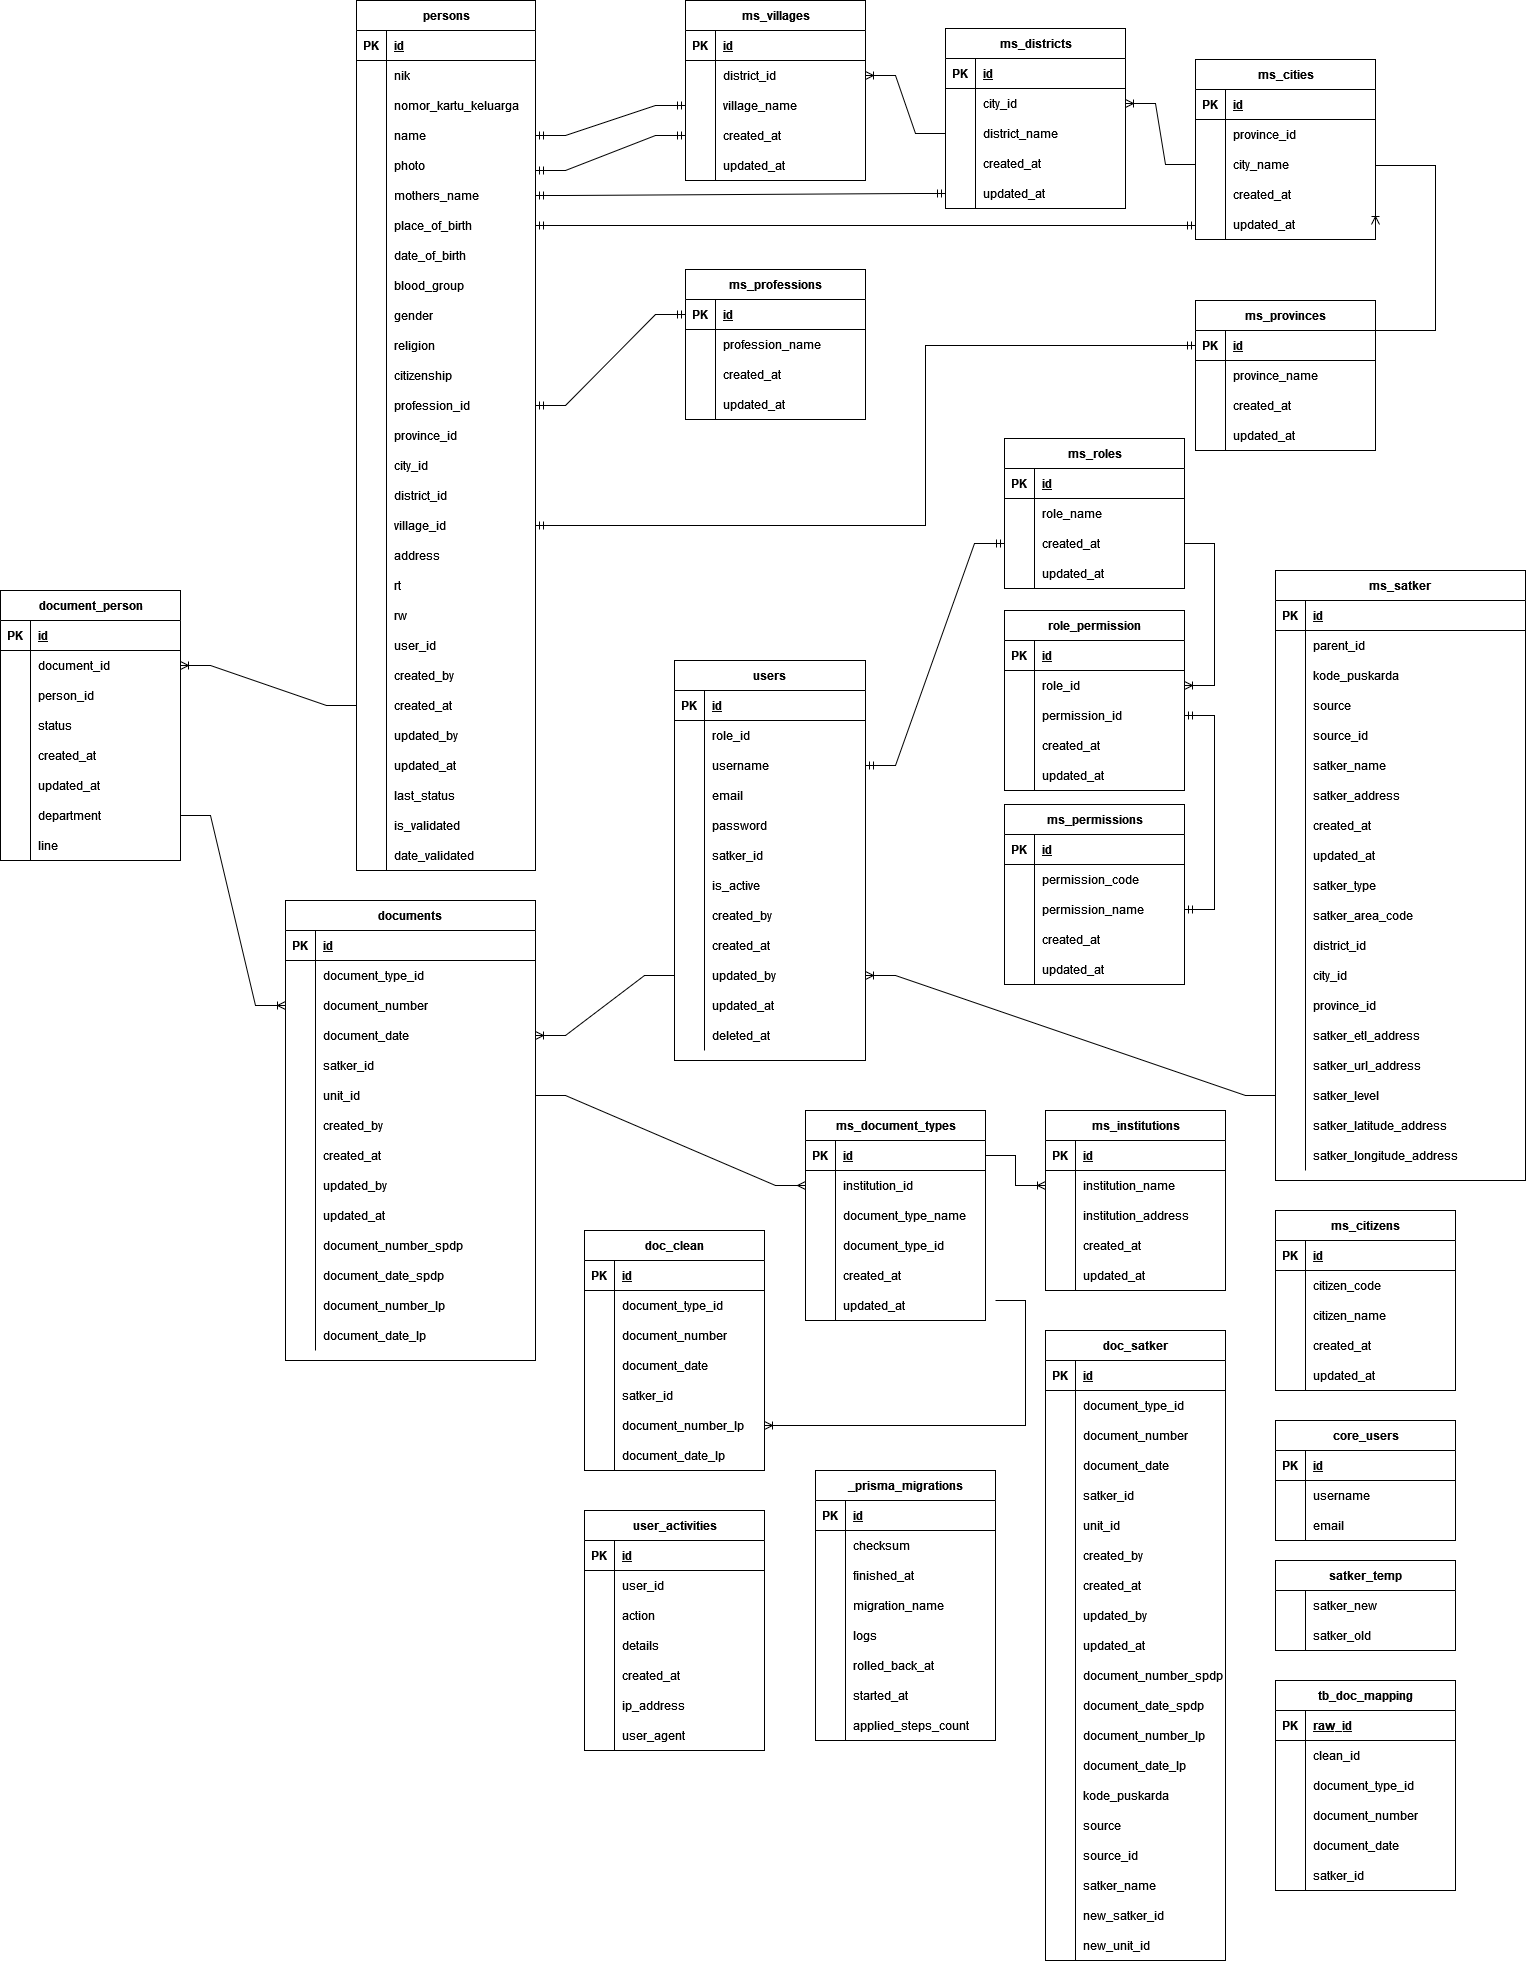 persons
PK id
nik
nomor_kartu_keluarga
name
photo
mothers_name
place_of_birth
date_of_birth
blood_group
gender
religion
citizenship
profession_id
province_id
city_id
district_id
village_id
address
rt
rw
user_id
created_by
created_at
updated_by
updated_at
last_status
is_validated
date_validated
ms_villages
PK id
district_id
village_name
created_at
updated_at
ms_districts
PK id
city_id
district_name
created_at
updated_at
ms_cities
PK id
province_id
city_name
created_at
updated_at
ms_professions
PK id
profession_name
created_at
updated_at
ms_provinces
PK id
province_name
created_at
updated_at
ms_roles
PK id
role_name
created_at
updated_at
document_person
PK id
document_id
person_id
status
created_at
updated_at
department
line
role_permission
PK id
role_id
permission_id
created_at
updated_at
ms_satker
PK id
parent_id
kode_puskarda
source
source_id
satker_name
satker_address
created_at
updated_at
satker_type
satker_area_code
district_id
city_id
province_id
satker_etl_address
satker_url_address
satker_level
satker_latitude_address
satker_longitude_address
users
PK id
role_id
username
email
password
satker_id
is_active
created_by
created_at
updated_by
updated_at
deleted_at
ms_permissions
PK id
permission_code
permission_name
created_at
updated_at
documents
PK id
document_type_id
document_number
document_date
satker_id
unit_id
created_by
created_at
updated_by
updated_at
document_number_spdp
document_date_spdp
document_number_lp
document_date_lp
ms_document_types
PK id
institution_id
document_type_name
document_type_id
created_at
updated_at
ms_institutions
PK id
institution_name
institution_address
created_at
updated_at
doc_clean
PK id
document_type_id
document_number
document_date
satker_id
document_number_lp
document_date_lp
ms_citizens
PK id
citizen_code
citizen_name
created_at
updated_at
doc_satker
PK id
document_type_id
document_number
document_date
satker_id
unit_id
created_by
created_at
updated_by
updated_at
document_number_spdp
document_date_spdp
document_number_lp
document_date_lp
kode_puskarda
source
source_id
satker_name
new_satker_id
new_unit_id
core_users
PK id
username
email
_prisma_migrations
PK id
checksum
finished_at
migration_name
logs
rolled_back_at
started_at
applied_steps_count
user_activities
PK id
user_id
action
details
created_at
ip_address
user_agent
satker_temp
satker_new
satker_old
tb_doc_mapping
PK raw_id
clean_id
document_type_id
document_number
document_date
satker_id